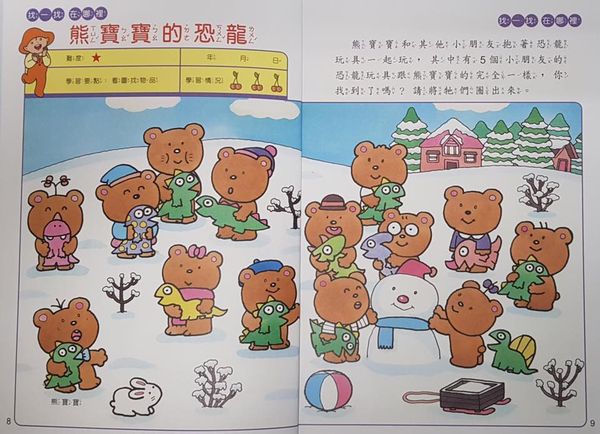 找一找 在哪裡
熊寶寶的恐龍
難度：★ 年 月 日
學習要點：看圖找物品 學習情況：
熊寶寶
8
找一找 在哪裡
熊寶寶和其他小朋友抱著恐龍
玩具一起玩，其中有5個小朋友的
恐龍玩具跟熊寶寶的完全一樣，你
找到了嗎？請將牠們圈出來。
9